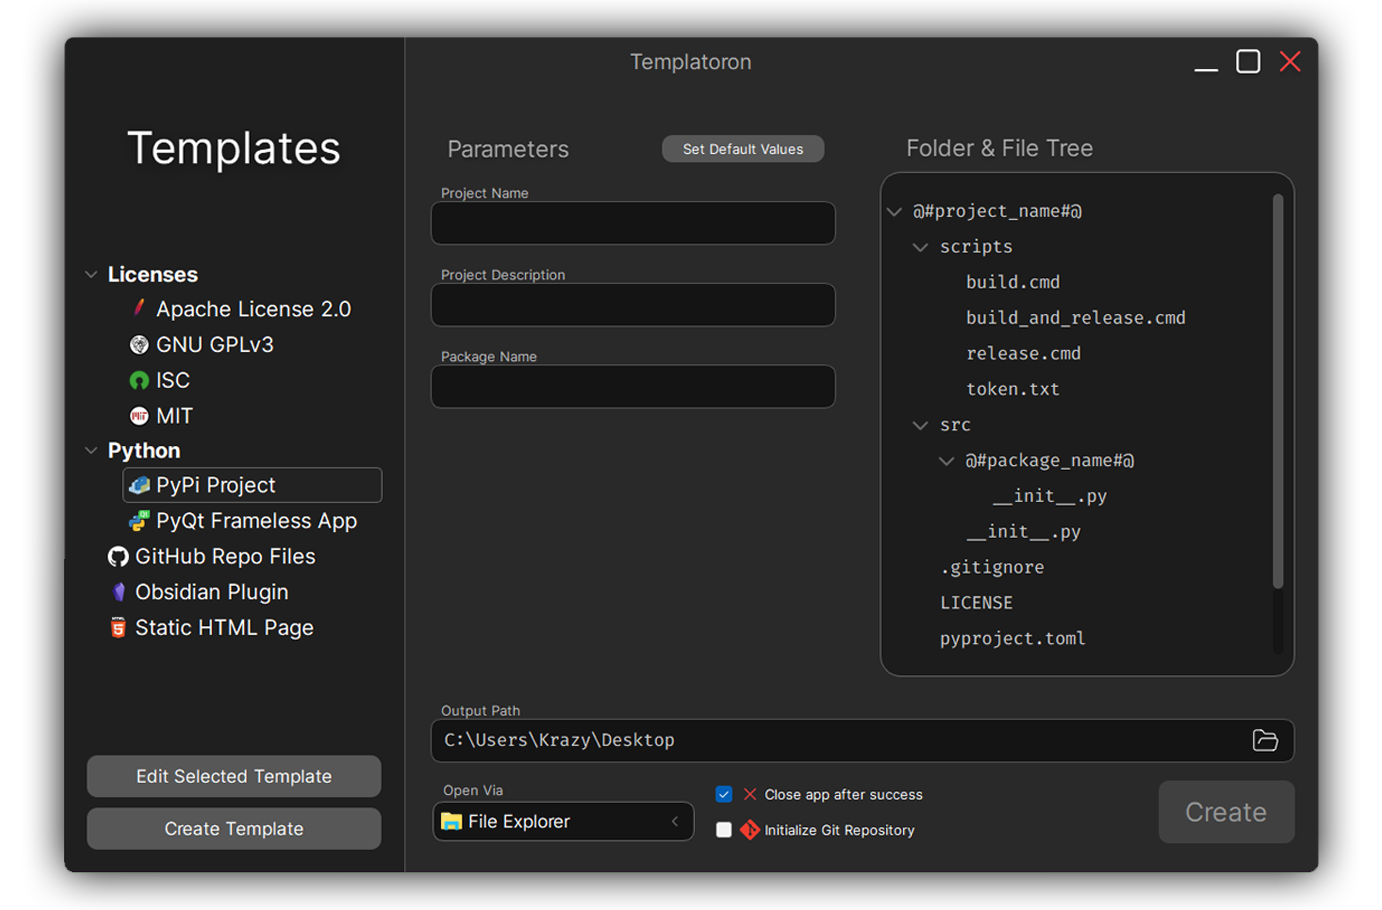 Templatoron
Templates
Licenses
Apache License 2.0
GNU GPLv3
ISC
MIT
Python
PyPi Project
PyQt Frameless App
GitHub Repo Files
Obsidian Plugin
Static HTML Page
Edit Selected Template
Create Template
Parameters
Set Default Values
Project Name
Project Description
Package Name
Folder & File Tree
@#project_name#@
scripts
build.cmd
build_and_release.cmd
release.cmd
token.txt
src
@#package_name#@
__init__.py
__init__.py
.gitignore
LICENSE
pyproject.toml
Output Path
C:\Users\Krazy\Desktop
Open Via
File Explorer
Close app after success
Initialize Git Repository
Create